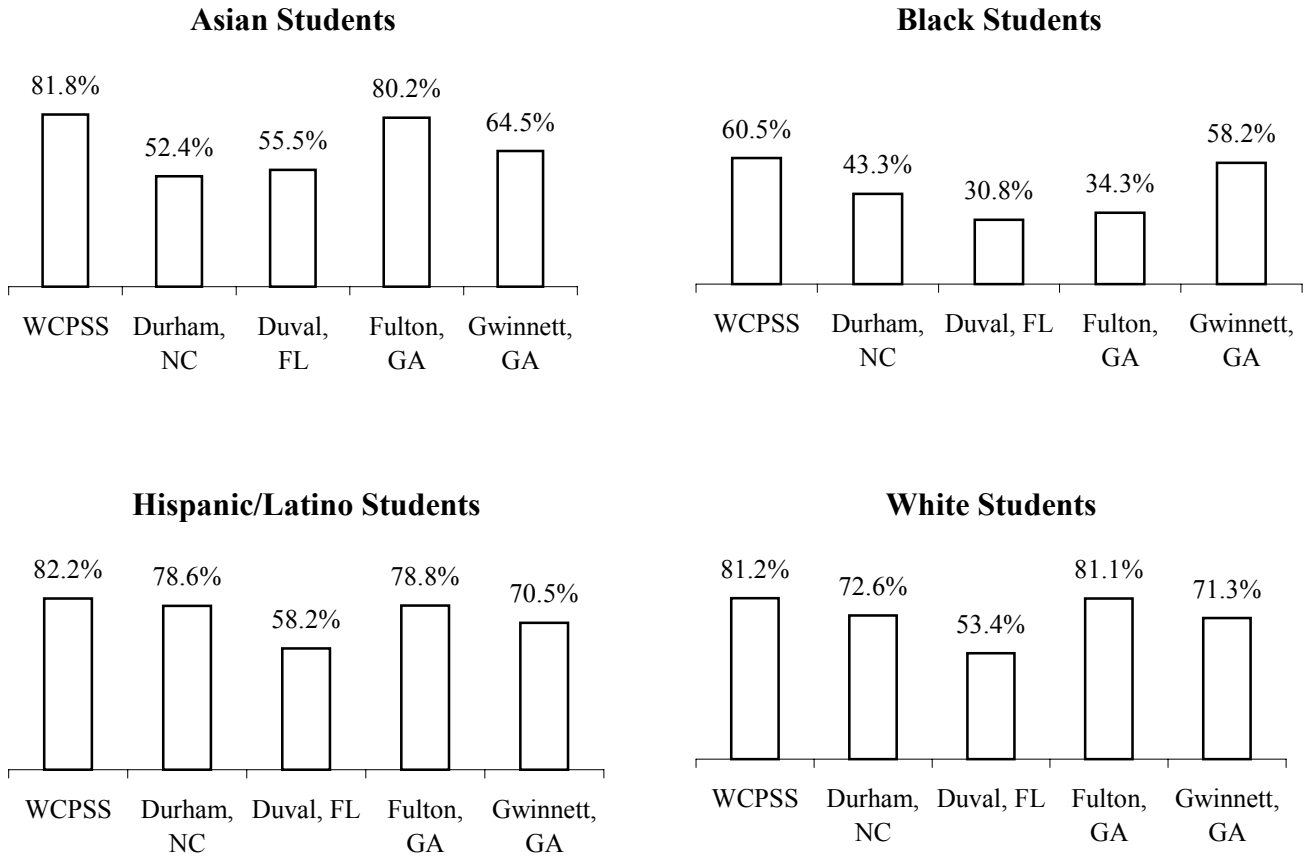 Asian Students
81.8%
52.4%
55.5%
80.2%
64.5%
WCPSS
Durham,
NC
Duval,
FL
Fulton,
GA
Gwinnett,
GA
Black Students
60.5%
43.3%
30.8%
34.3%
58.2%
WCPSS
Durham,
NC
Duval, FL
Fulton,
GA
Gwinnett,
GA
Hispanic/Latino Students
82.2%
78.6%
58.2%
78.8%
70.5%
WCPSS
Durham,
NC
Duval, FL
Fulton,
GA
Gwinnett,
GA
White Students
81.2%
72.6%
53.4%
81.1%
71.3%
WCPSS
Durham,
NC
Duval, FL
Fulton,
GA
Gwinnett,
GA